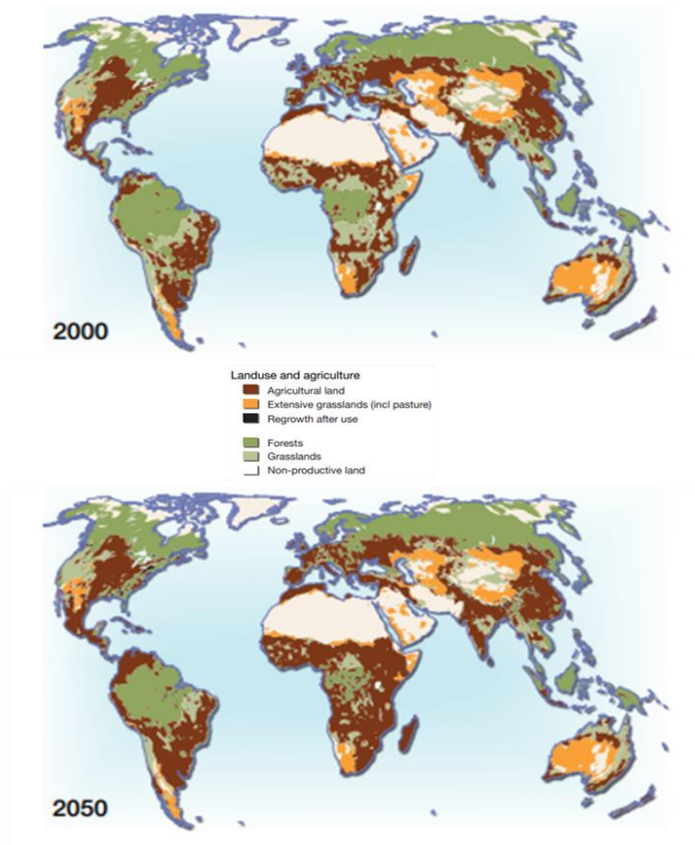 2000
Landuse and agriculture
Agricultural land
Extensive grasslands (incl pasture)
Regrowth after use
Forests
Grasslands
Non-productive land
2050